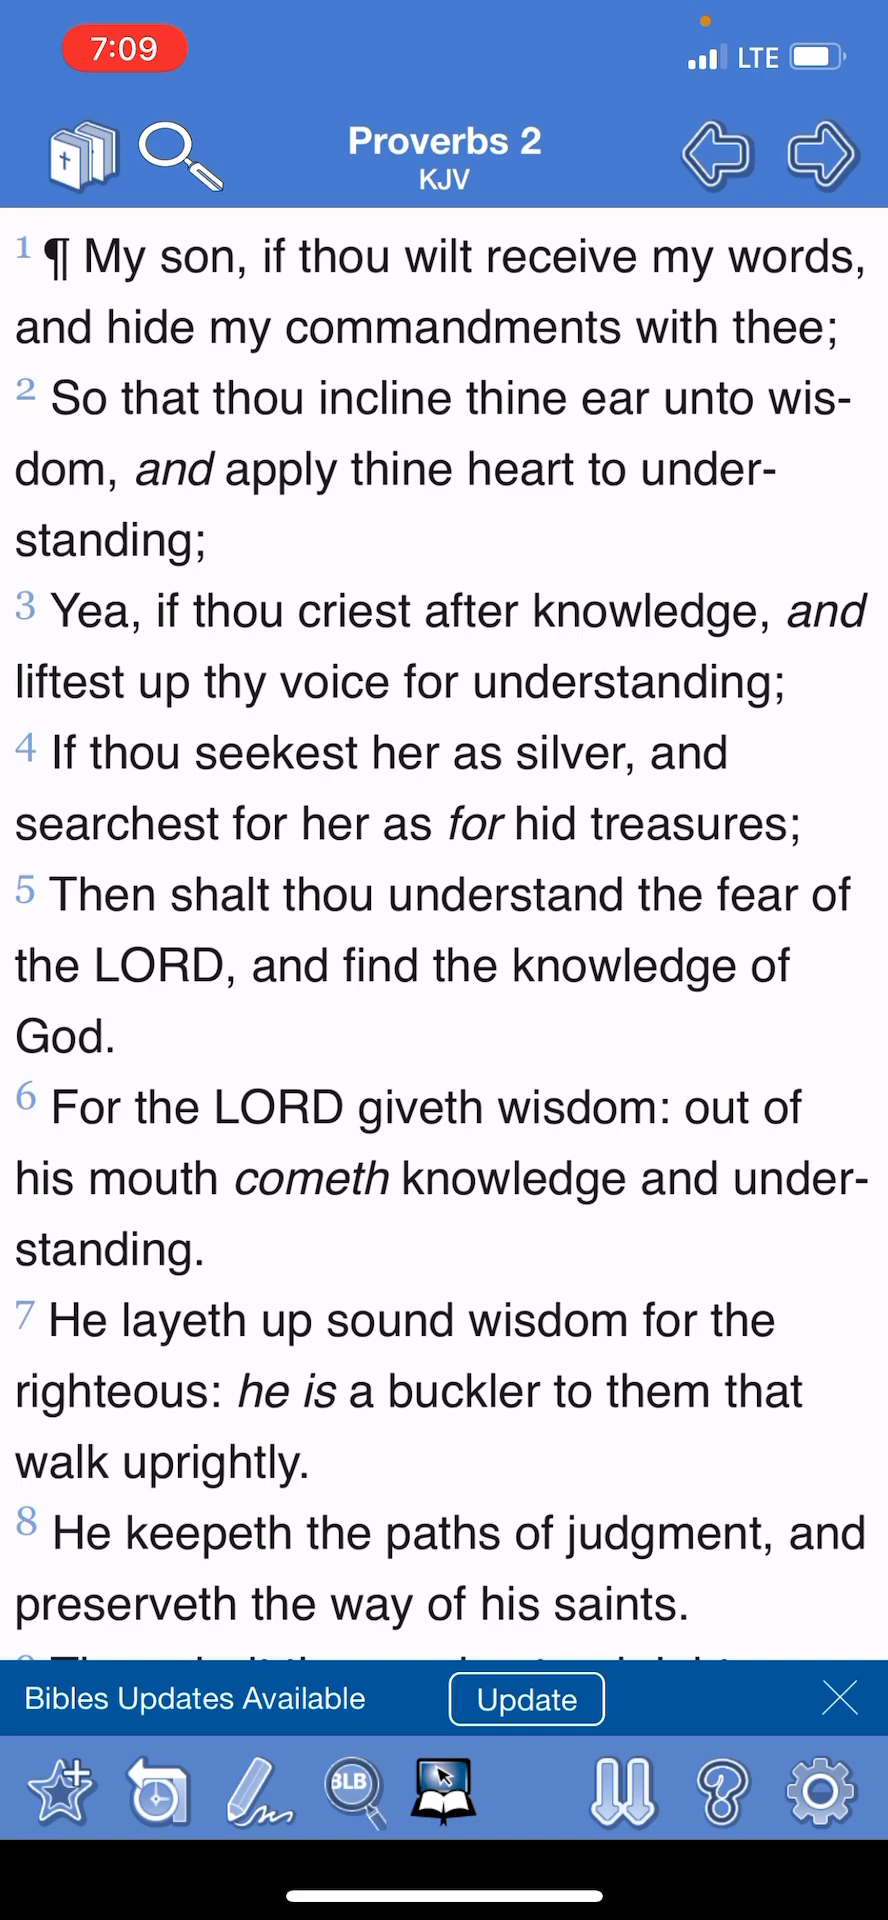 7:09
LTE
Proverbs 2
KJV
1 ¶ My son, if thou wilt receive my words,
and hide my commandments with thee;
2 So that thou incline thine ear unto wis-
dom, and apply thine heart to under-
standing;
3 Yea, if thou criest after knowledge, and
liftest up thy voice for understanding;
4 If thou seekest her as silver, and
searchest for her as for hid treasures;
5 Then shalt thou understand the fear of
the LORD, and find the knowledge of
God.
6 For the LORD giveth wisdom: out of
his mouth cometh knowledge and under-
standing.
7 He layeth up sound wisdom for the
righteous: he is a buckler to them that
walk uprightly.
8 He keepeth the paths of judgment, and
preserveth the way of his saints.
Bibles Updates Available
Update
BLB